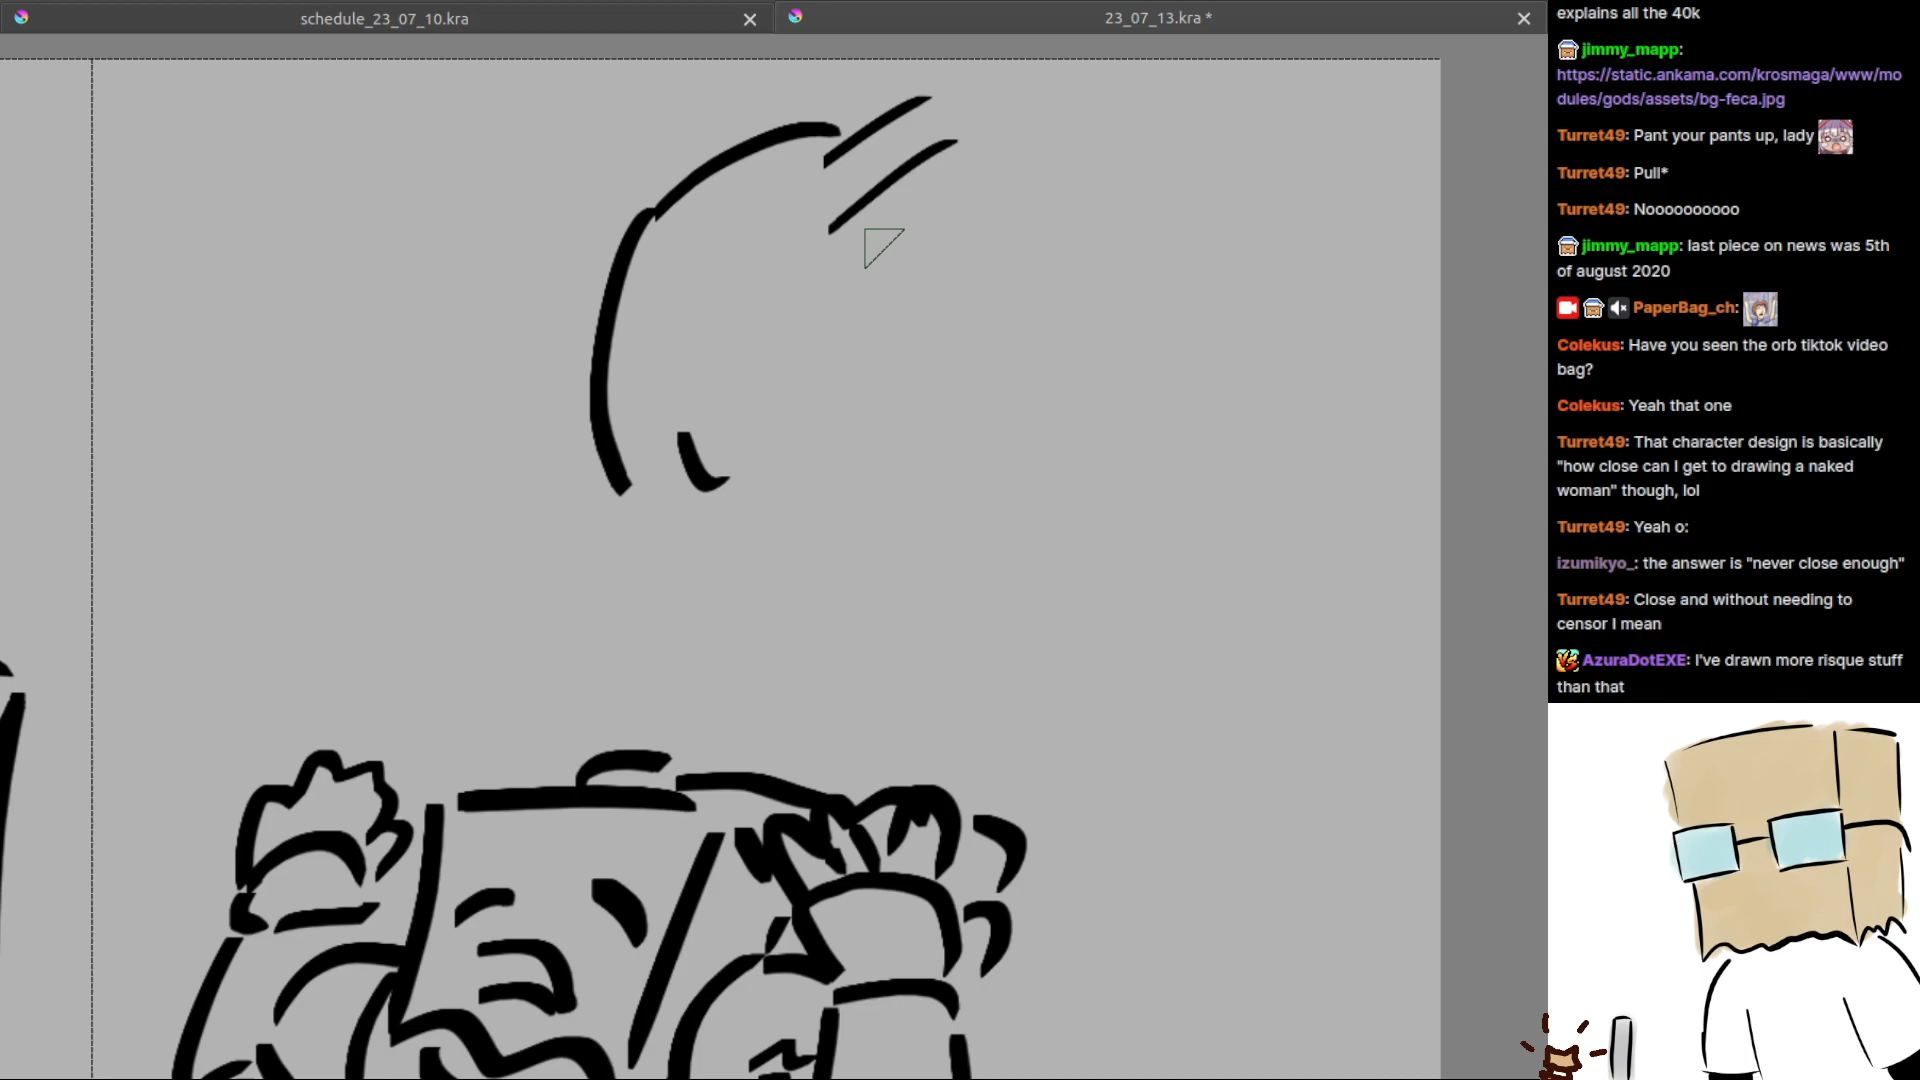 schedule_23_07_10.kra
23_07_13.kra *
explains all the 40k
jimmy_mapp:
https://static.ankama.com/krosmaga/www/mo
dules/gods/assets/bg-feca.jpg
Turret49: Pant your pants up, lady
Turret49: Pull*
Turret49: Noooooooooo
jimmy_mapp: last piece on news was 5th
of august 2020
PaperBag_ch:
Colekus: Have you seen the orb tiktok video
bag?
Colekus: Yeah that one
Turret49: That character design is basically
"how close can I get to drawing a naked
woman" though, lol
Turret49: Yeah o:
izumikyo_: the answer is "never close enough"
Turret49: Close and without needing to
censor I mean
AzuraDotEXE: I've drawn more risque stuff
than that